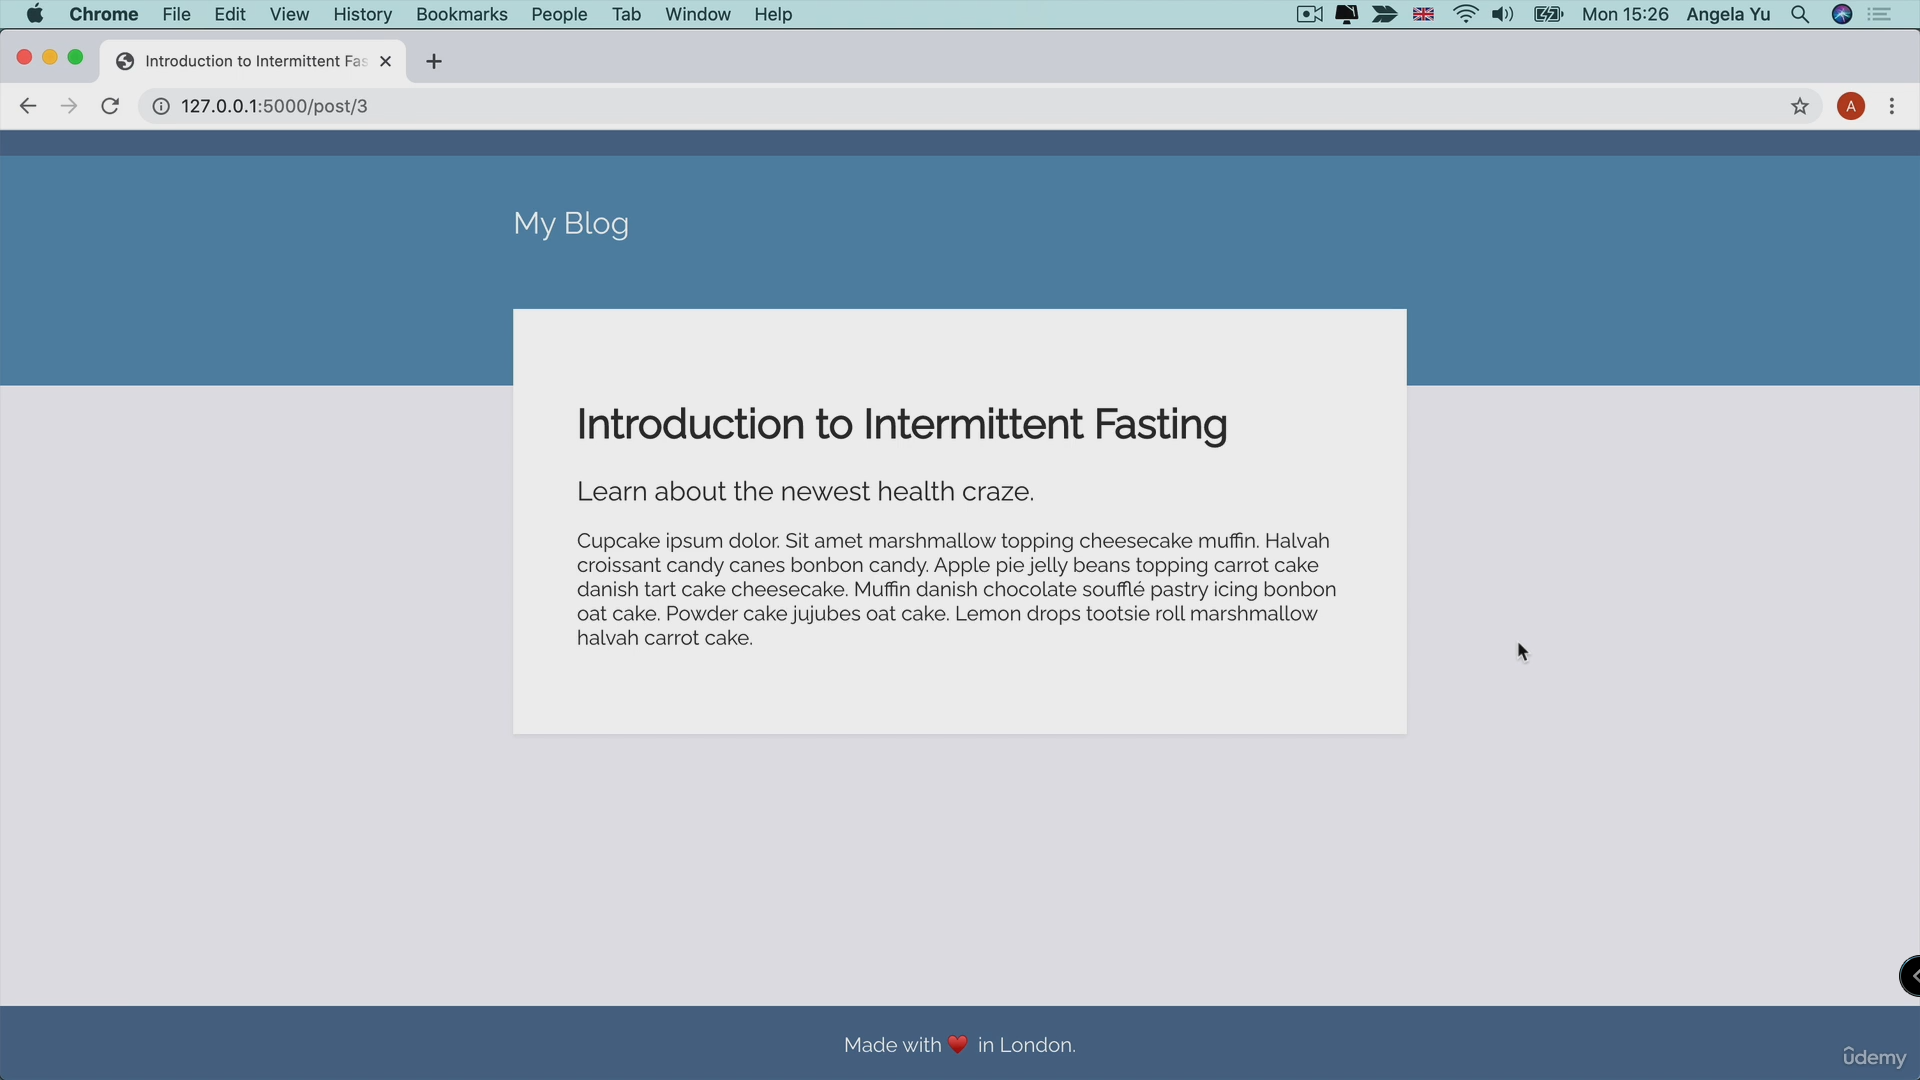 Chrome File Edit View History Bookmarks People Tab Window Help Mon 15:26 Angela Yu
Introduction to Intermittent Fas
127.0.0.1:5000/post/3
A
My Blog
Introduction to Intermittent Fasting
Learn about the newest health craze.
Cupcake ipsum dolor. Sit amet marshmallow topping cheesecake muffin. Halvah
croissant candy canes bonbon candy. Apple pie jelly beans topping carrot cake
danish tart cake cheesecake. Muffin danish chocolate soufflé pastry icing bonbon
oat cake. Powder cake jujubes oat cake. Lemon drops tootsie roll marshmallow
halvah carrot cake.
Made with ❤️ in London.
ûdemy